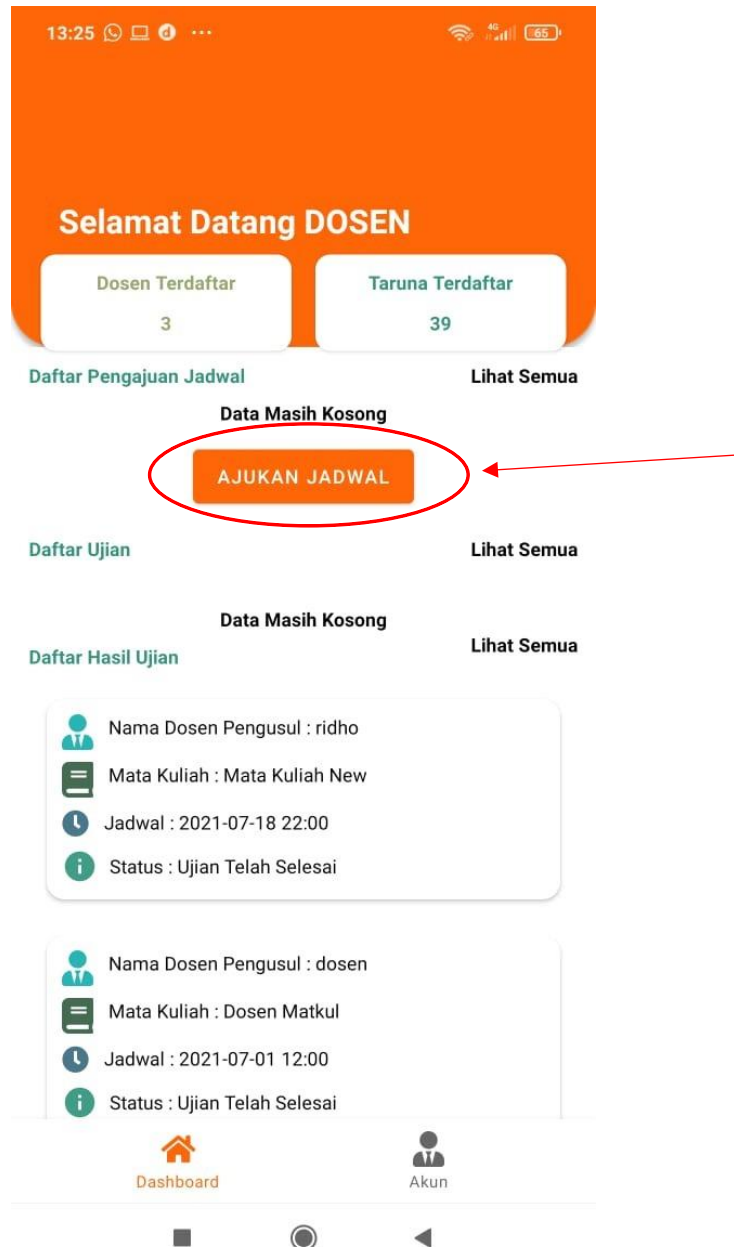 13:25
4G
65
Selamat Datang DOSEN
Dosen Terdaftar
3
Taruna Terdaftar
39
Daftar Pengajuan Jadwal
Lihat Semua
Data Masih Kosong
AJUKAN JADWAL
Daftar Ujian
Lihat Semua
Data Masih Kosong
Daftar Hasil Ujian
Lihat Semua
Nama Dosen Pengusul : ridho
Mata Kuliah : Mata Kuliah New
Jadwal : 2021-07-18 22:00
Status : Ujian Telah Selesai
Nama Dosen Pengusul : dosen
Mata Kuliah : Dosen Matkul
Jadwal : 2021-07-01 12:00
Status : Ujian Telah Selesai
Dashboard
Akun